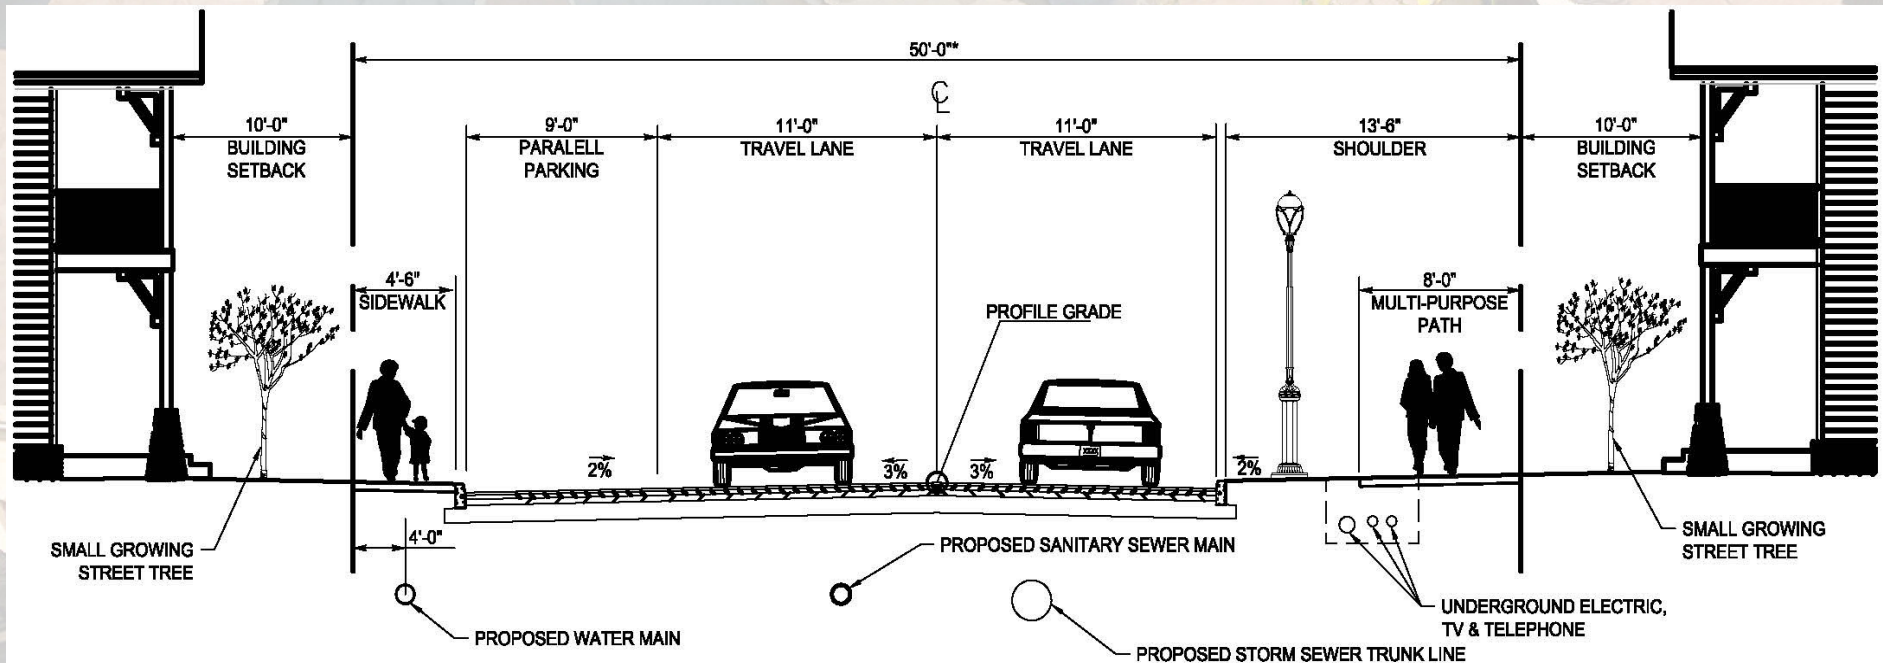 50'-0"*
CL
10'-0"
BUILDING
SETBACK
9'-0"
PARALELL
PARKING
11'-0"
TRAVEL LANE
11'-0"
TRAVEL LANE
13'-6"
SHOULDER
10'-0"
BUILDING
SETBACK
4'-6"
SIDEWALK
PROFILE GRADE
8'-0"
MULTI-PURPOSE
PATH
2%
3%
3%
2%
4'-0"
SMALL GROWING
STREET TREE
PROPOSED SANITARY SEWER MAIN
SMALL GROWING
STREET TREE
PROPOSED WATER MAIN
UNDERGROUND ELECTRIC,
TV & TELEPHONE
PROPOSED STORM SEWER TRUNK LINE